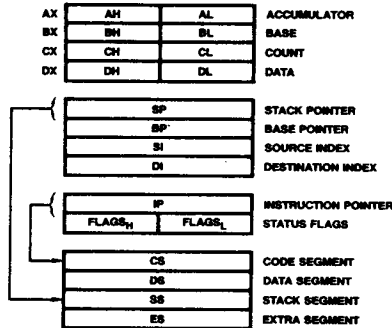 AX AH AL ACCUMULATOR
BX BH BL BASE
CX CH CL COUNT
DX DH DL DATA
SP STACK POINTER
BP BASE POINTER
SI SOURCE INDEX
DI DESTINATION INDEX
IP INSTRUCTION POINTER
FLAGSH FLAGSL STATUS FLAGS
CS CODE SEGMENT
DS DATA SEGMENT
SS STACK SEGMENT
ES EXTRA SEGMENT